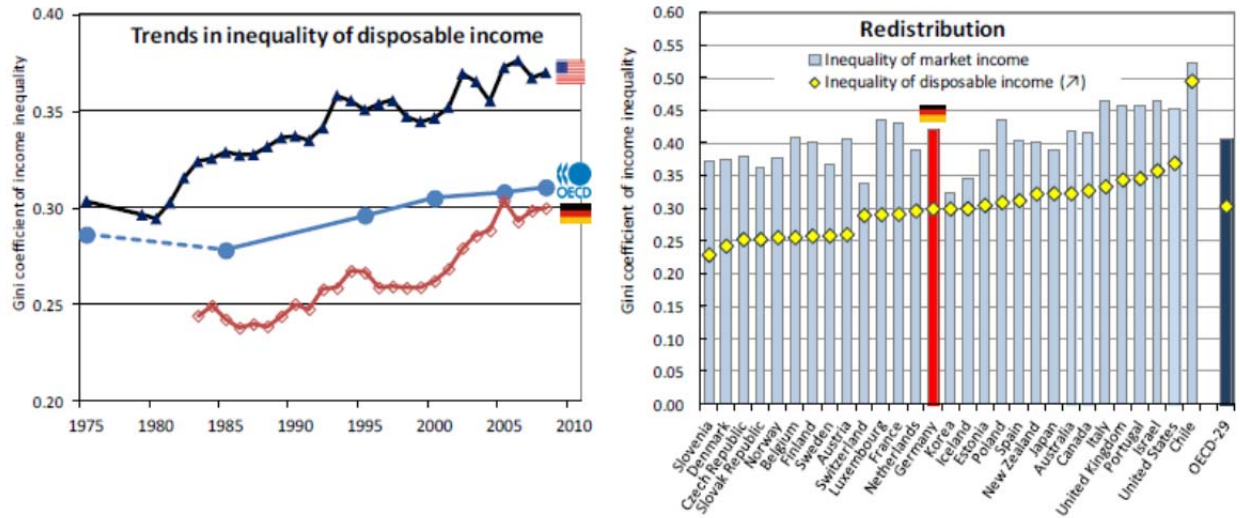 Trends in inequality of disposable income
Gini coefficient of income inequality
0.40
0.35
0.30
0.25
0.20
1975 1980 1985 1990 1995 2000 2005 2010
OECD
Redistribution
Inequality of market income
Inequality of disposable income (↗)
Gini coefficient of income inequality
0.60
0.55
0.50
0.45
0.40
0.35
0.30
0.25
0.20
0.15
0.10
0.05
0.00
Slovenia
Denmark
Czech Republic
Slovak Republic
Norway
Belgium
Finland
Sweden
Austria
Switzerland
Luxembourg
France
Netherlands
Germany
Korea
Iceland
Estonia
Poland
Spain
New Zealand
Japan
Australia
Canada
Italy
United Kingdom
Portugal
Israel
United States
Chile
OECD-29